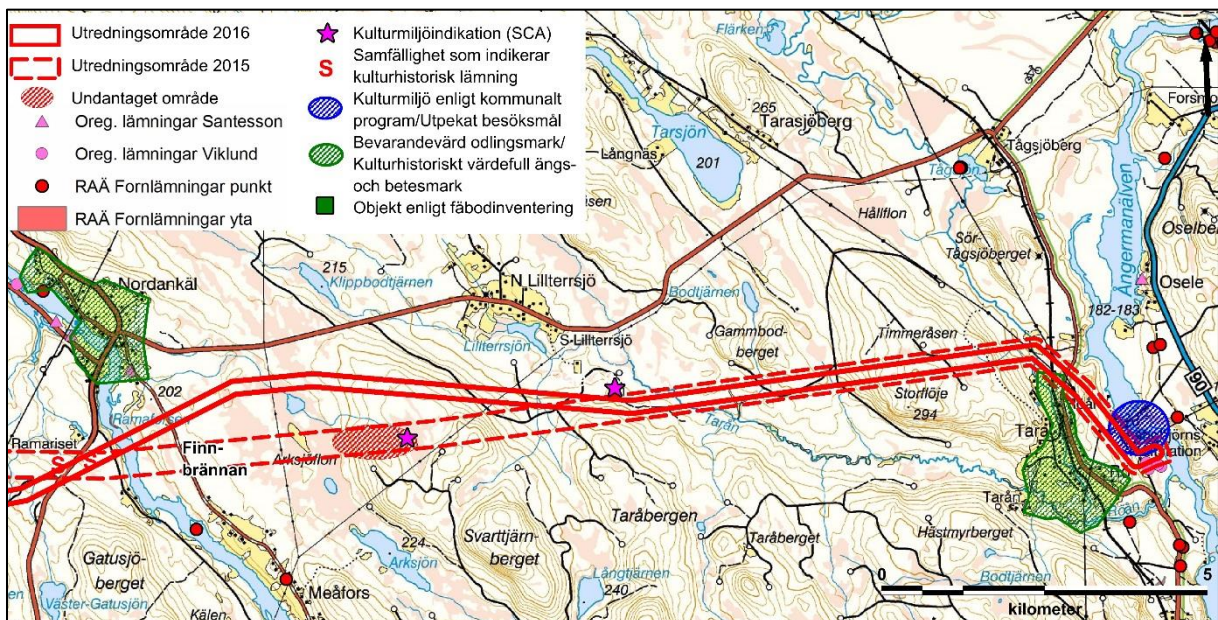 Utredningsområde 2016
Utredningsområde 2015
Undantaget område
Oreg. lämningar Santesson
Oreg. lämningar Viklund
RAÄ Fornlämningar punkt
RAÄ Fornlämningar yta
Kulturmiljöindikation (SCA)
S
Samfällighet som indikerar
kulturhistorisk lämning
Kulturmiljö enligt kommunalt
program/Utpekat besöksmål
Bevarandevärd odlingsmark/
Kulturhistoriskt värdefull ängs-
och betesmark
Objekt enligt fäbodinventering
Flärken
265
Tarasjöberg
Tarsjön
201
Långnäs
Tågsjöberg
Hållflon
Sör-
Tågsjöberget
Ångermanälven
Oselbe
Osele
182-183
90
Nordankäl
215
Klippbodtjärnen
N Lillterrsjö
Lillterrsjön
S Lillterrsjö
Bodtjärnen
Gammbod-
berget
Timmeråsen
Storflöje
294
202
Ramaforsen
Ramariset
S
Finn-
brännan
Arksjöflon
Tarån
Taråbergen
Tarån
Hästmyrberget
Taråberget
Svarttjärn-
berget
224
Arksjön
Gatusjö-
berget
Meåfors
Väster-Gatusjön
Kälen
Långtjärnen
240
Bodtjärnen
0
5
kilometer